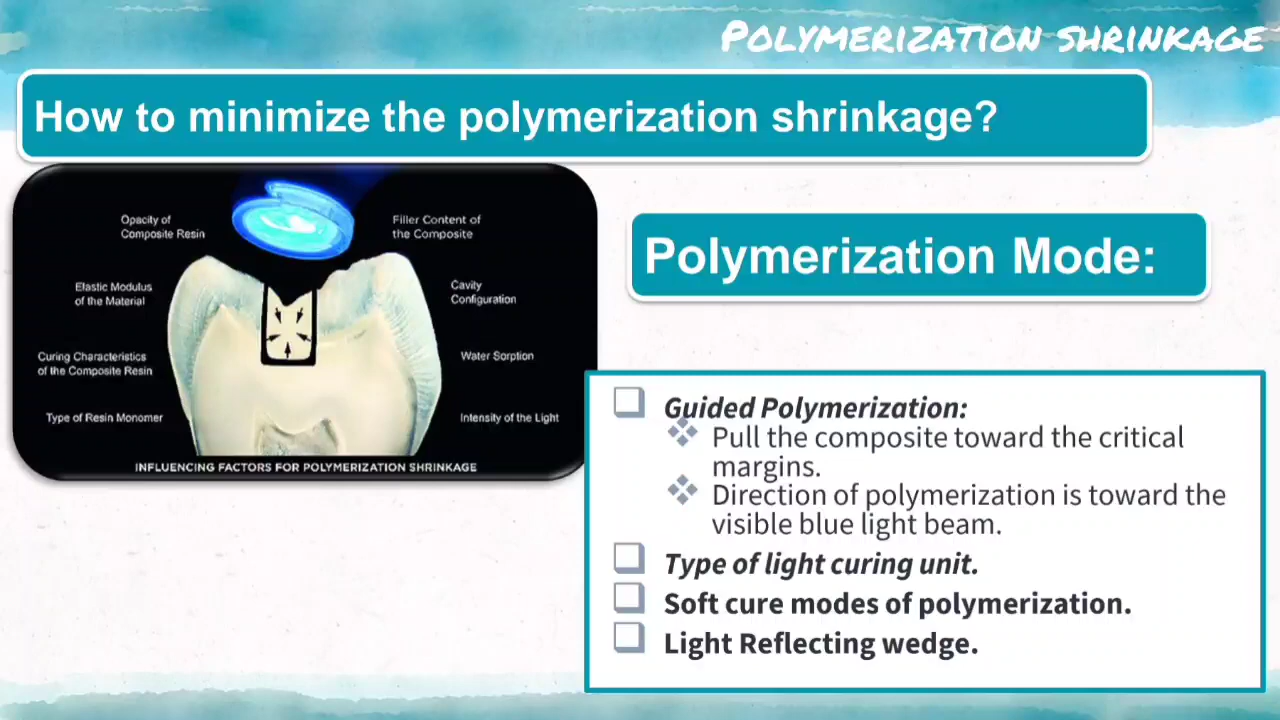 Polymerization shrinkage
How to minimize the polymerization shrinkage?
Opacity of
Composite Resin
Filler Content of
the Composite
Elastic Modulus
of the Material
Cavity
Configuration
Curing Characteristics
of the Composite Resin
Water Sorption
Type of Resin Monomer
Intensity of the Light
INFLUENCING FACTORS FOR POLYMERIZATION SHRINKAGE
Polymerization Mode:
Guided Polymerization:
Pull the composite toward the critical
margins.
Direction of polymerization is toward the
visible blue light beam.
Type of light curing unit.
Soft cure modes of polymerization.
Light Reflecting wedge.